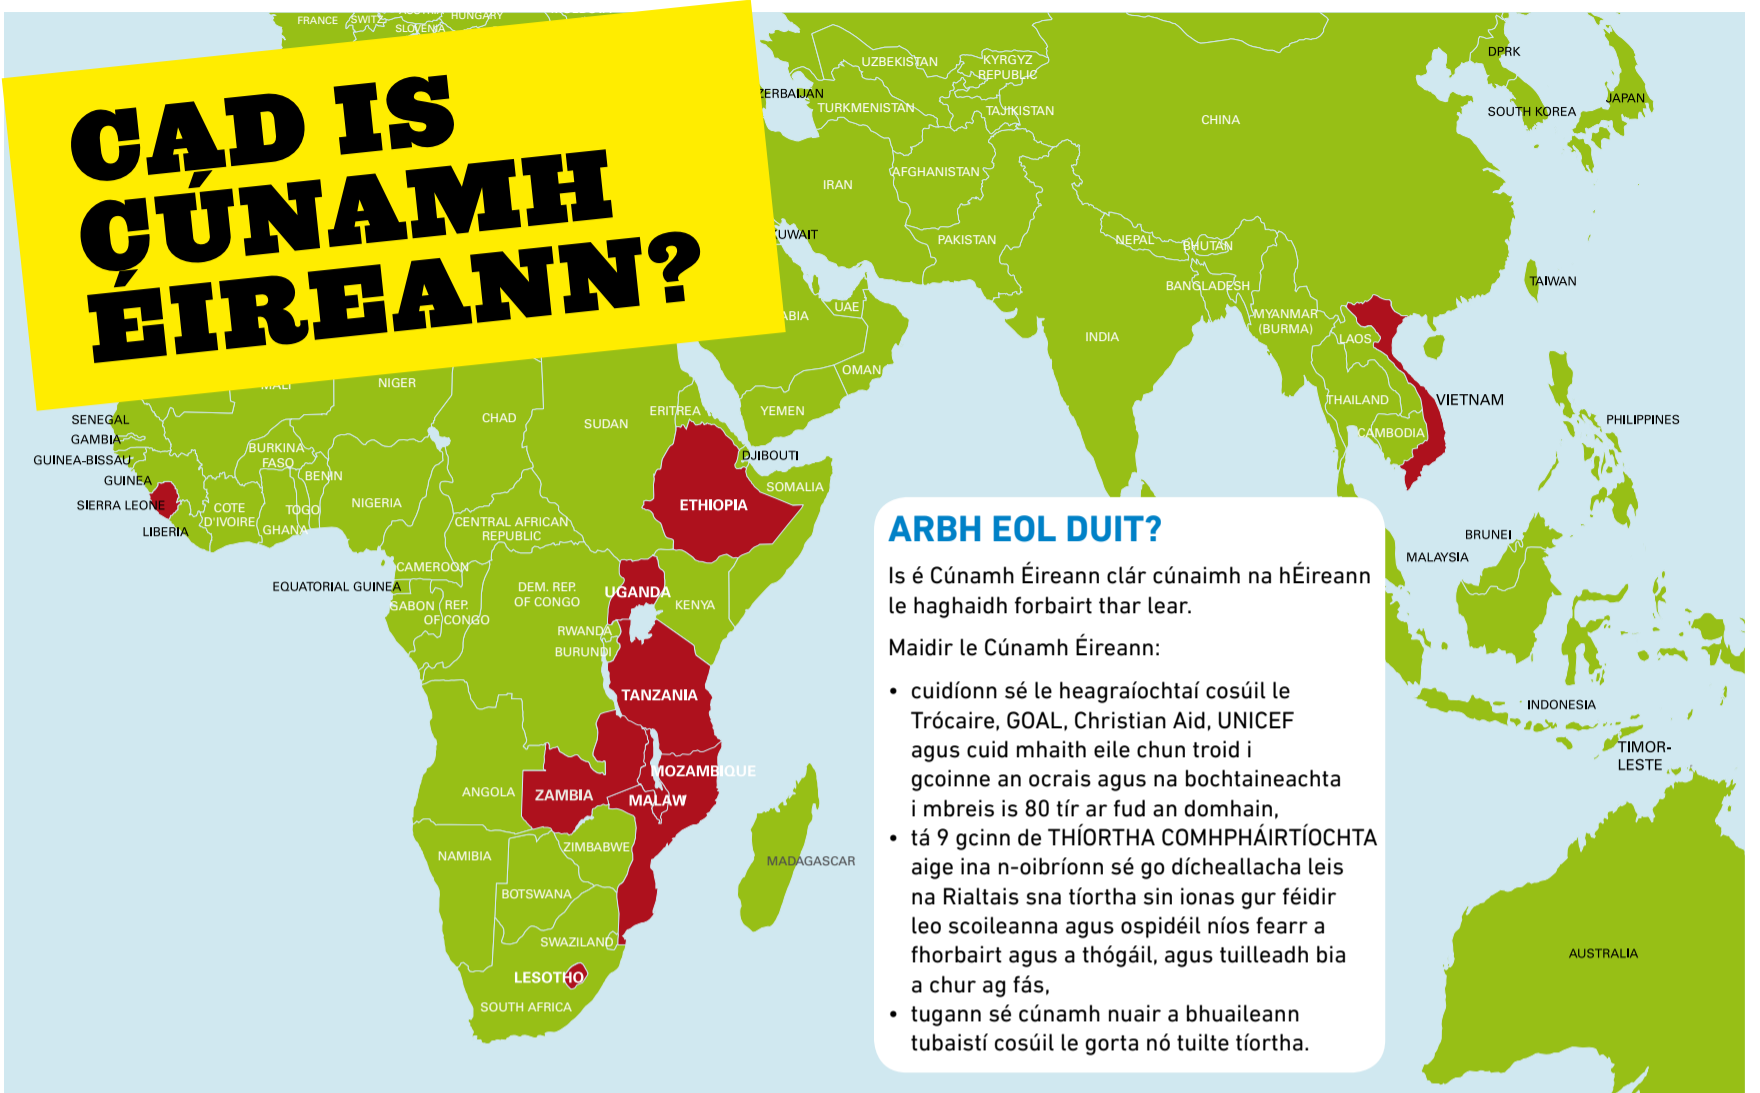 CAD IS
CÚNAMH
ÉIREANN?
FRANCE
SWITZ.
HUNGARY
SLOVENIA
UZBEKISTAN
KYRGYZ
REPUBLIC
TURKMENISTAN
TAJIKISTAN
CHINA
DPRK
SOUTH KOREA
JAPAN
IRAN
AFGHANISTAN
PAKISTAN
NEPAL
BHUTAN
BANGLADESH
TAIWAN
UAE
OMAN
YEMEN
INDIA
MYANMAR
(BURMA)
LAOS
THAILAND
CAMBODIA
VIETNAM
PHILIPPINES
MALI
NIGER
CHAD
SUDAN
ERITREA
SENEGAL
GAMBIA
GUINEA-BISSAU
GUINEA
SIERRA LEONE
LIBERIA
BURKINA
FASO
BENIN
COTE
D'IVOIRE
TOGO
GHANA
NIGERIA
DJIBOUTI
SOMALIA
ETHIOPIA
CENTRAL AFRICAN
REPUBLIC
CAMEROON
EQUATORIAL GUINEA
GABON
REP.
OF CONGO
DEM. REP.
OF CONGO
UGANDA
KENYA
RWANDA
BURUNDI
TANZANIA
ANGOLA
ZAMBIA
MOZAMBIQUE
MALAW
ZIMBABWE
NAMIBIA
BOTSWANA
MADAGASCAR
SWAZILAND
LESOTHO
SOUTH AFRICA
BRUNEI
MALAYSIA
INDONESIA
TIMOR-
LESTE
AUSTRALIA
ARBH EOL DUIT?
Is é Cúnamh Éireann clár cúnaimh na hÉireann
le haghaidh forbairt thar lear.
Maidir le Cúnamh Éireann:
• cuidíonn sé le heagraíochtaí cosúil le
Trócaire, GOAL, Christian Aid, UNICEF
agus cuid mhaith eile chun troid i
gcoinne an ocrais agus na bochtaineachta
i mbreis is 80 tír ar fud an domhain,
• tá 9 gcinn de THÍORTHA COMHPHÁIRTÍOCHTA
aige ina n-oibríonn sé go dícheallacha leis
na Rialtais sna tíortha sin ionas gur féidir
leo scoileanna agus ospidéil níos fearr a
fhorbairt agus a thógáil, agus tuilleadh bia
a chur ag fás,
• tugann sé cúnamh nuair a bhuaileann
tubaistí cosúil le gorta nó tuilte tíortha.